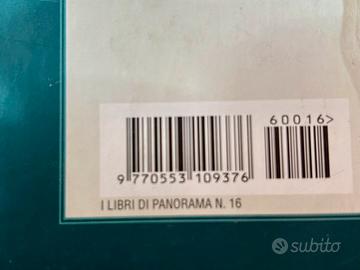 60016>
9 770553 109376
I LIBRI DI PANORAMA N. 16
subito